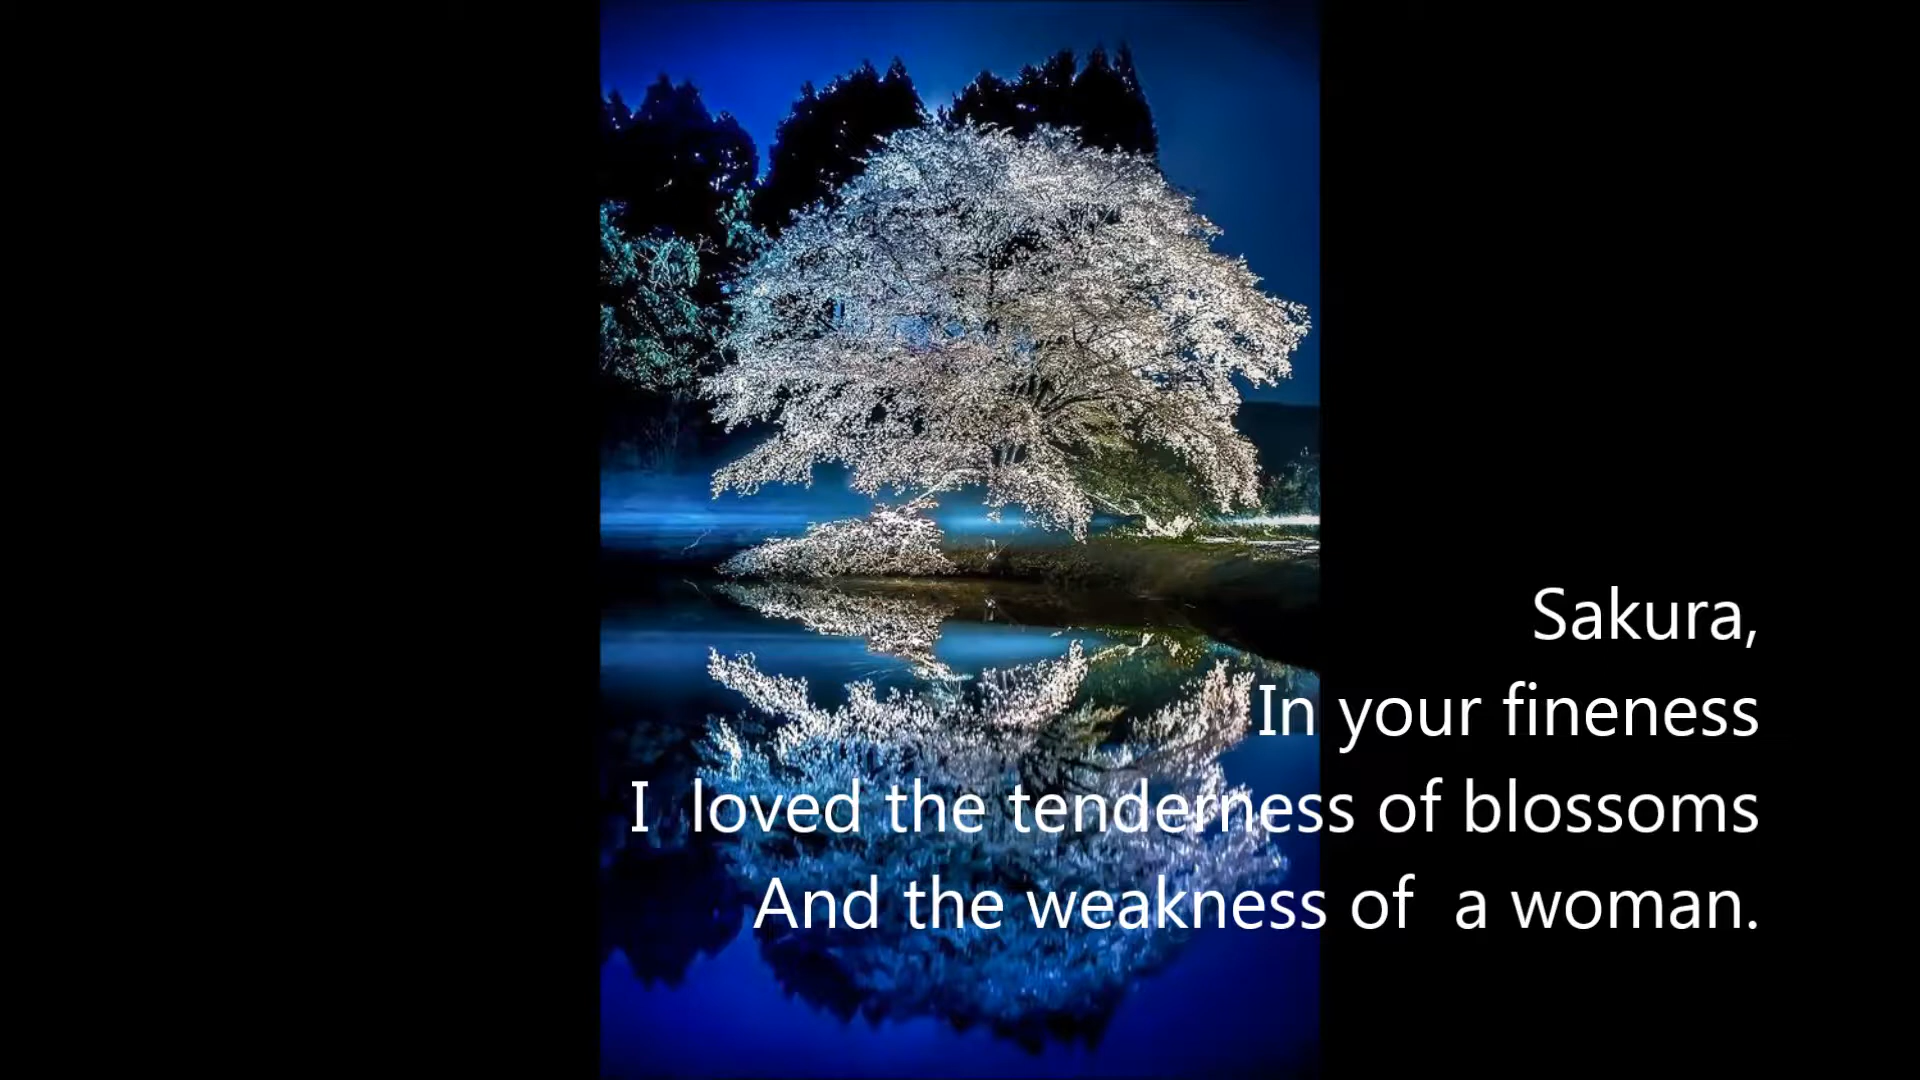 Sakura,
In your fineness
I  loved the tenderness of blossoms
And the weakness of  a woman.